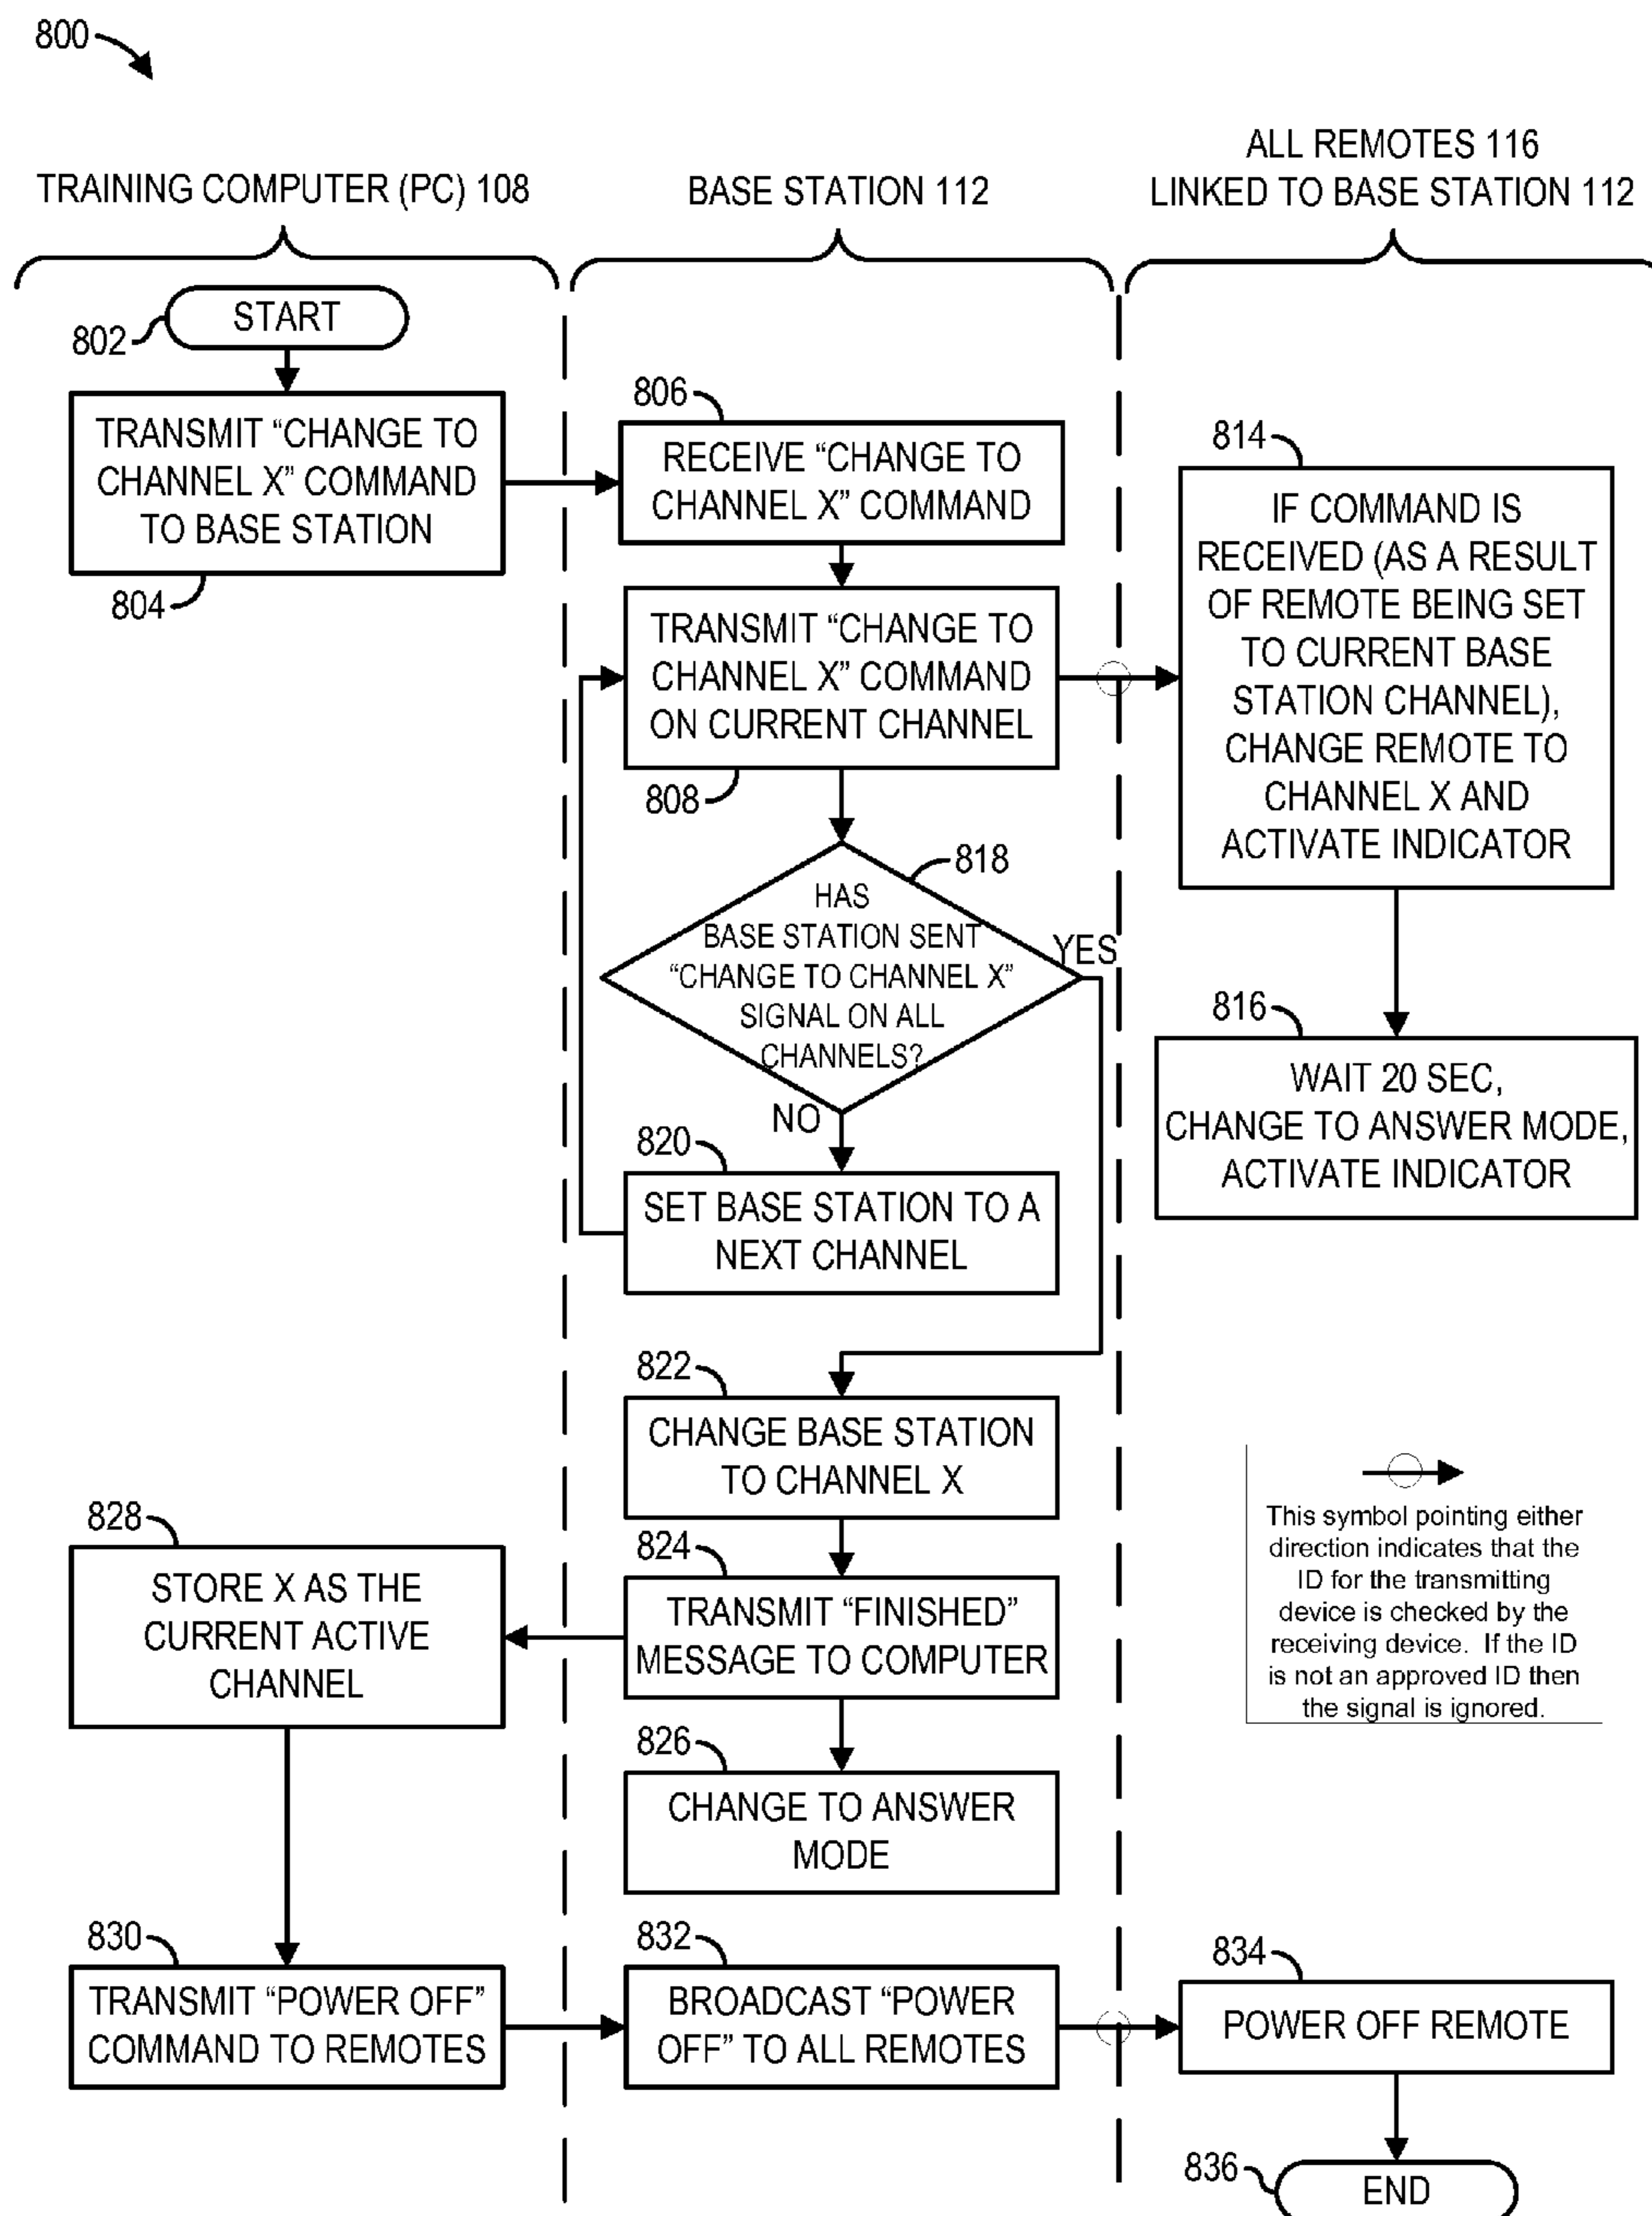 800
TRAINING COMPUTER (PC) 108
BASE STATION 112
ALL REMOTES 116
LINKED TO BASE STATION 112
802
START
TRANSMIT “CHANGE TO
CHANNEL X” COMMAND
TO BASE STATION
804
806
RECEIVE “CHANGE TO
CHANNEL X” COMMAND
TRANSMIT “CHANGE TO
CHANNEL X” COMMAND
ON CURRENT CHANNEL
808
814
IF COMMAND IS
RECEIVED (AS A RESULT
OF REMOTE BEING SET
TO CURRENT BASE
STATION CHANNEL),
CHANGE REMOTE TO
CHANNEL X AND
ACTIVATE INDICATOR
818
HAS
BASE STATION SENT
“CHANGE TO CHANNEL X”
SIGNAL ON ALL
CHANNELS?
YES
NO
816
WAIT 20 SEC,
CHANGE TO ANSWER MODE,
ACTIVATE INDICATOR
820
SET BASE STATION TO A
NEXT CHANNEL
822
CHANGE BASE STATION
TO CHANNEL X
824
TRANSMIT “FINISHED”
MESSAGE TO COMPUTER
828
STORE X AS THE
CURRENT ACTIVE
CHANNEL
826
CHANGE TO ANSWER
MODE
This symbol pointing either
direction indicates that the
ID for the transmitting
device is checked by the
receiving device. If the ID
is not an approved ID then
the signal is ignored.
830
TRANSMIT “POWER OFF”
COMMAND TO REMOTES
832
BROADCAST “POWER
OFF” TO ALL REMOTES
834
POWER OFF REMOTE
836
END